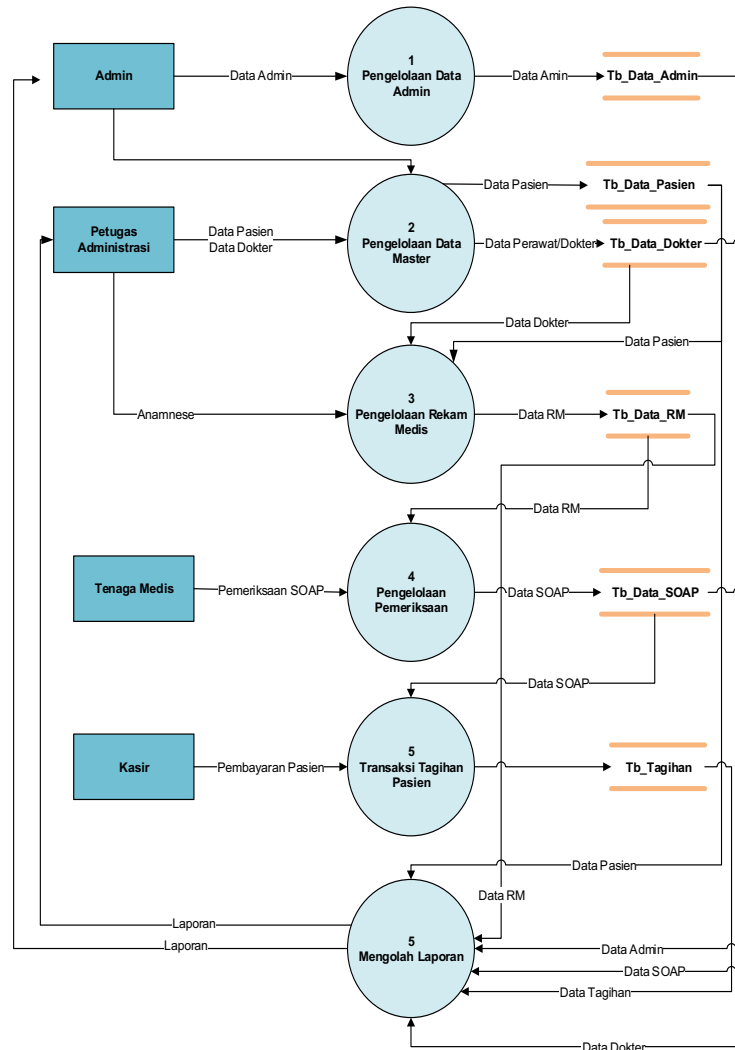 Admin
Data Admin
1
Pengelolaan Data
Admin
Data Amin
Tb_Data_Admin
Data Pasien
Tb_Data_Pasien
Petugas
Administrasi
Data Pasien
Data Dokter
2
Pengelolaan Data
Master
Data Perawat/Dokter
Tb_Data_Dokter
Data Dokter
Data Pasien
Anamnese
3
Pengelolaan Rekam
Medis
Data RM
Tb_Data_RM
Data RM
Tenaga Medis
Pemeriksaan SOAP
4
Pengelolaan
Pemeriksaan
Data SOAP
Tb_Data_SOAP
Data SOAP
Kasir
Pembayaran Pasien
5
Transaksi Tagihan
Pasien
Tb_Tagihan
Data Pasien
Data RM
Laporan
Laporan
5
Mengolah Laporan
Data Admin
Data SOAP
Data Tagihan
Data Dokter